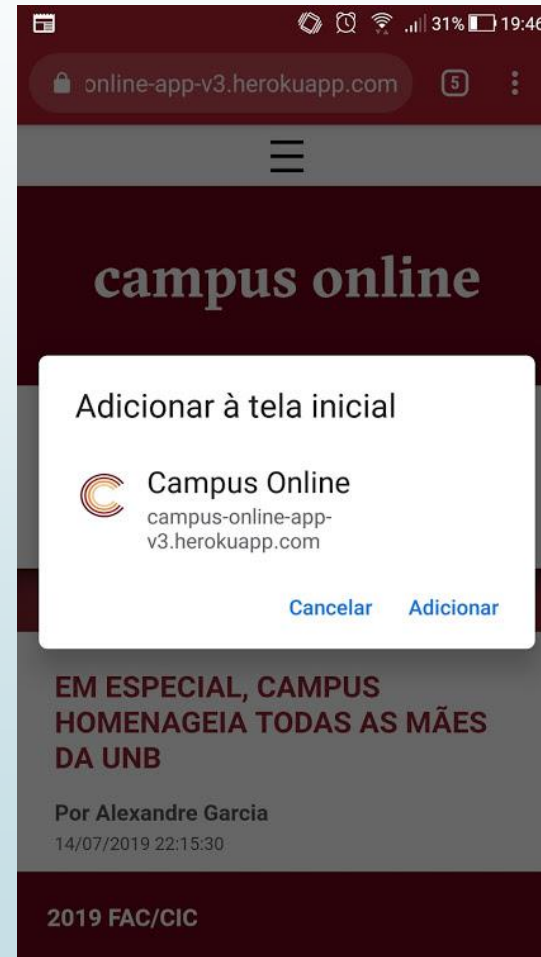 31% 19:46
online-app-v3.herokuapp.com 5
campus online
Adicionar à tela inicial
Campus Online
campus-online-app-
v3.herokuapp.com
Cancelar Adicionar
EM ESPECIAL, CAMPUS
HOMENAGEIA TODAS AS MÃES
DA UNB
Por Alexandre Garcia
14/07/2019 22:15:30
2019 FAC/CIC